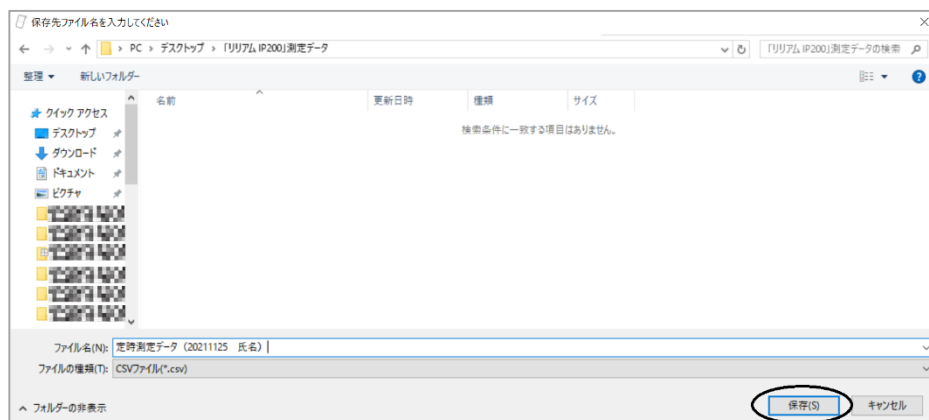 保存先ファイル名を入力してください
PC › デスクトップ › 「リリアム IP200」測定データ
「リリアム IP200」測定データの検索
整理 新しいフォルダー
名前 更新日時 種類 サイズ
検索条件に一致する項目はありません。
クイック アクセス
デスクトップ
ダウンロード
ドキュメント
ピクチャ
ファイル名(N): 定時測定データ（20211125 氏名）
ファイルの種類(T): CSVファイル(*.csv)
フォルダーの非表示
保存(S) キャンセル